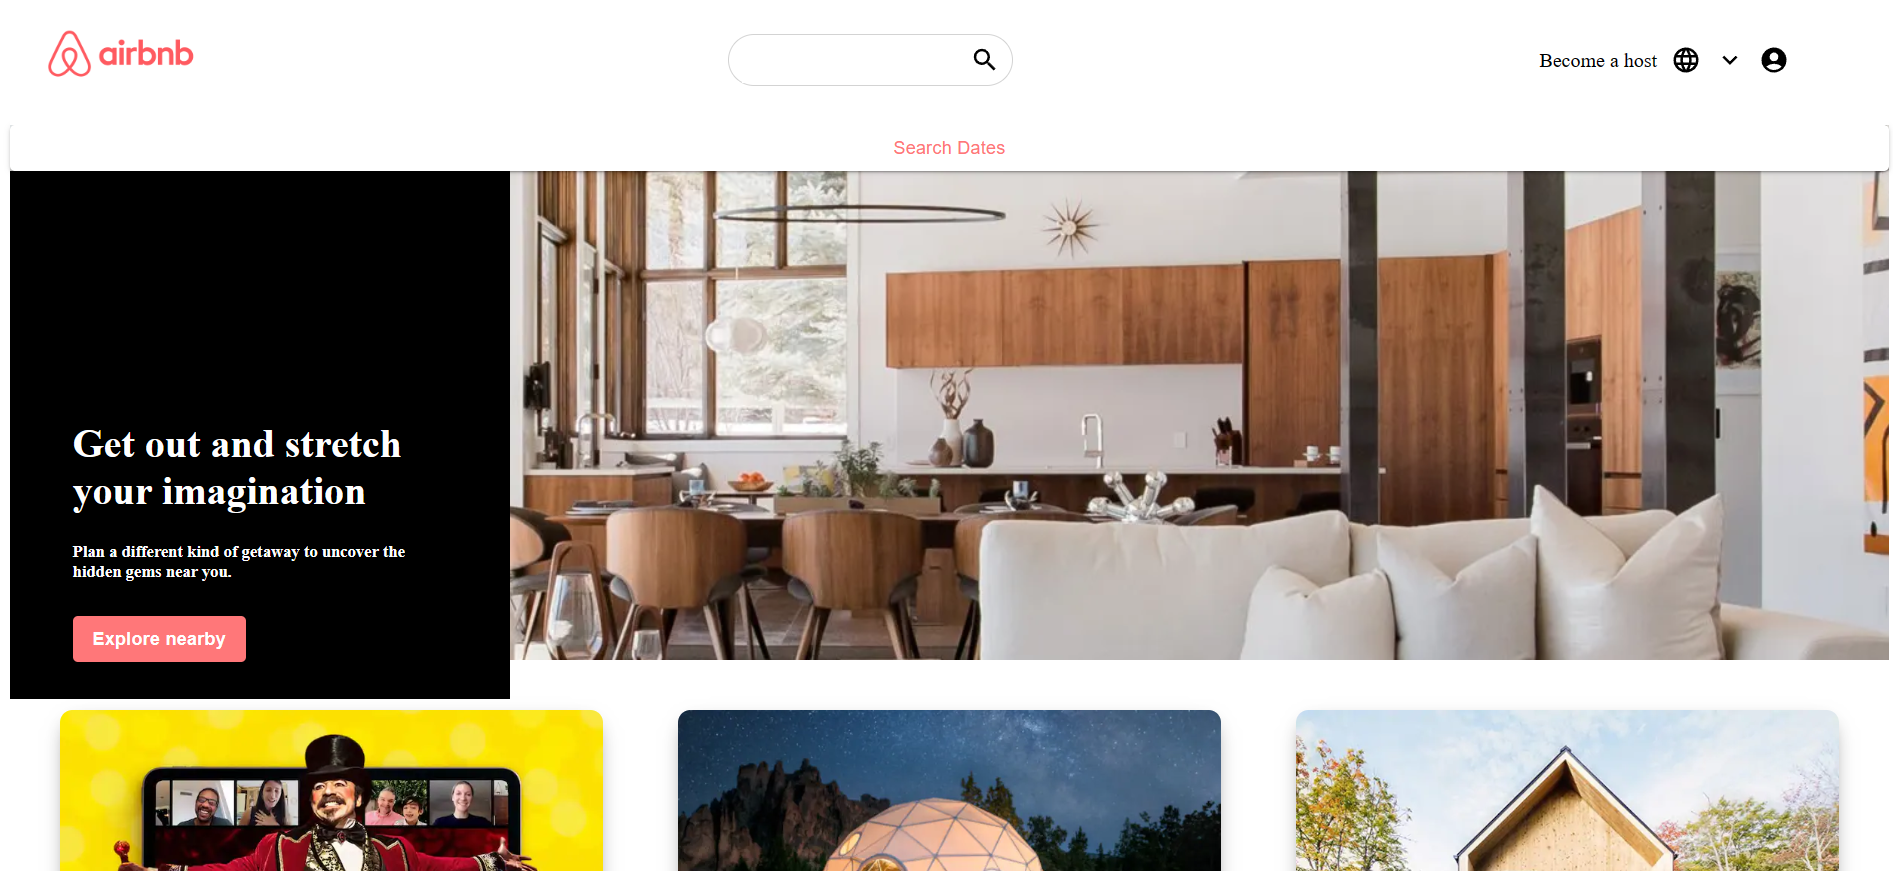 airbnb
Become a host
Search Dates
Get out and stretch
your imagination
Plan a different kind of getaway to uncover the
hidden gems near you.
Explore nearby